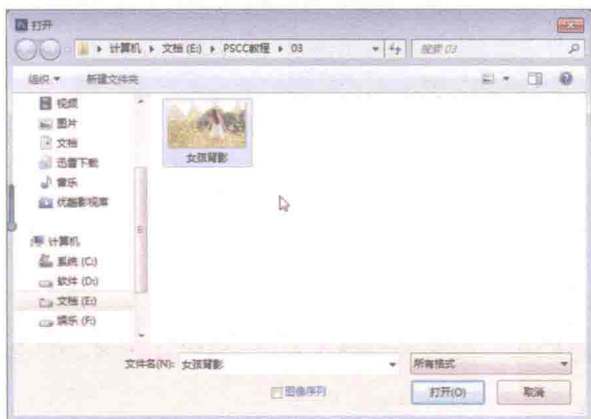 打开
计算机 ▸ 文档 (E:) ▸ PSCC教程 ▸ 03
搜索 03
组织 ▾ 新建文件夹
视频
图片
文档
迅雷下载
音乐
优酷影视库
计算机
系统 (C:)
软件 (D:)
文档 (E:)
娱乐 (F:)
女孩背影
文件名(N): 女孩背影
所有格式
图像序列
打开(O)
取消